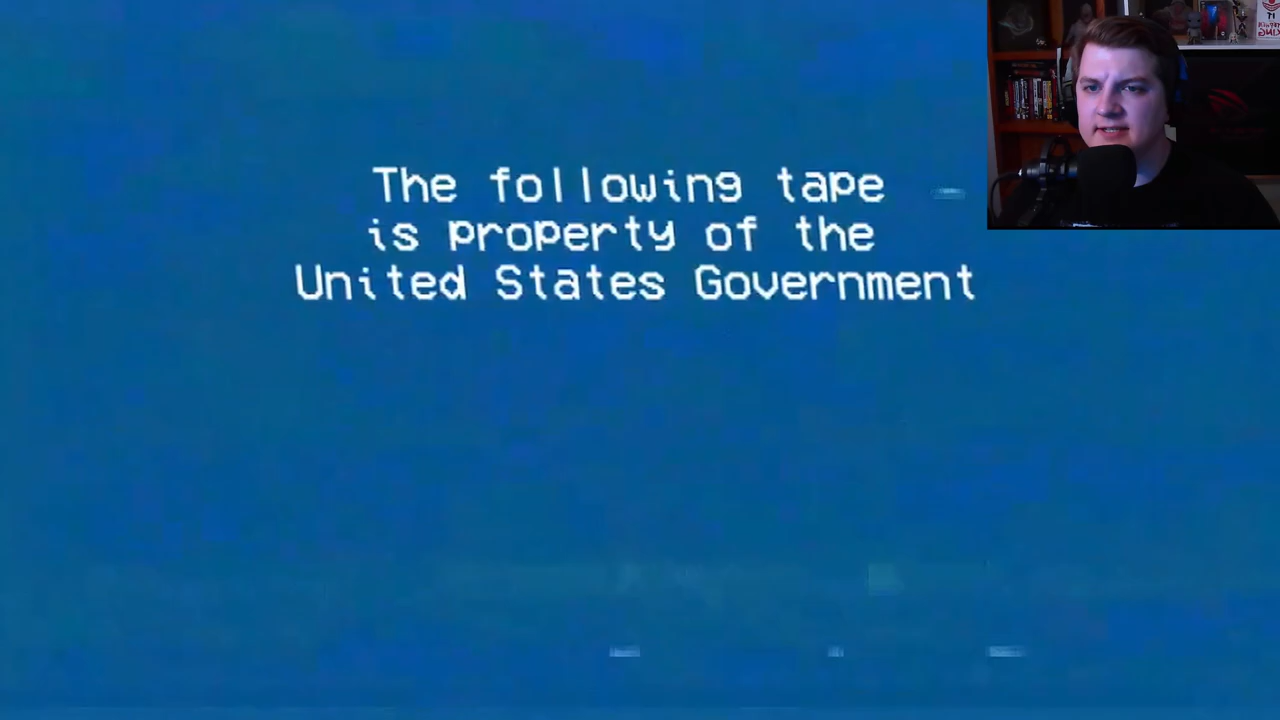 The following tape
is property of the
United States Government